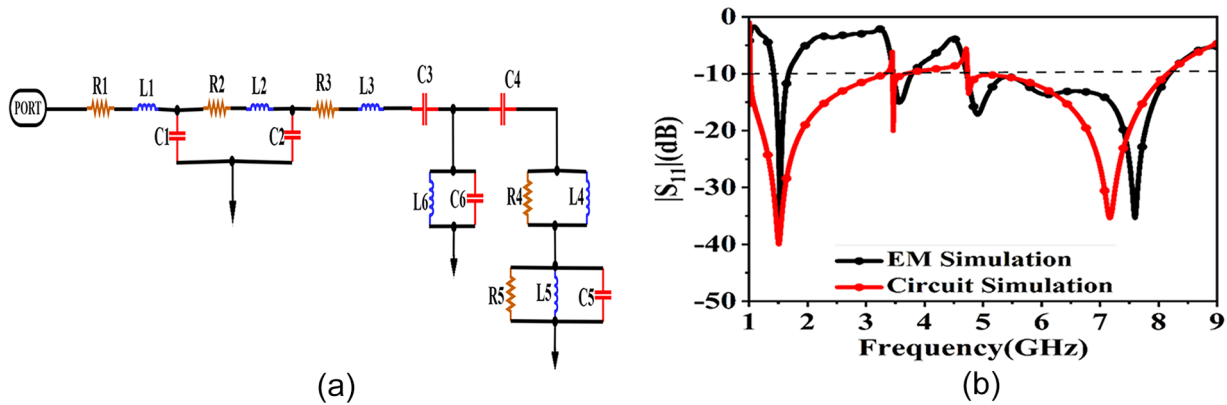 PORT
R1
L1
R2
L2
R3
L3
C3
C4
C1
C2
L6
C6
R4
L4
R5
L5
C5
(a)
|S11|(dB)
0
-10
-20
-30
-40
-50
EM Simulation
Circuit Simulation
1 2 3 4 5 6 7 8 9
Frequency(GHz)
(b)